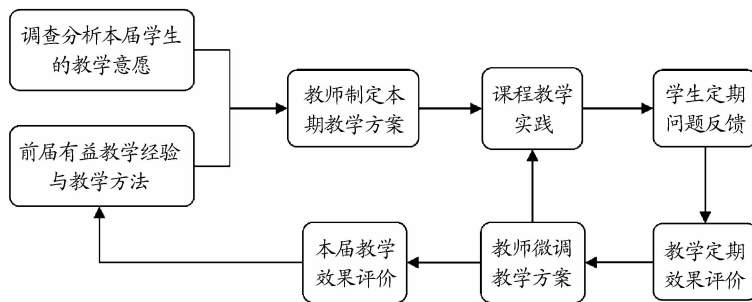 调查分析本届学生
的教学意愿
前届有益教学经验
与教学方法
教师制定本
期教学方案
课程教学
实践
学生定期
问题反馈
教学定期
效果评价
教师微调
教学方案
本届教学
效果评价